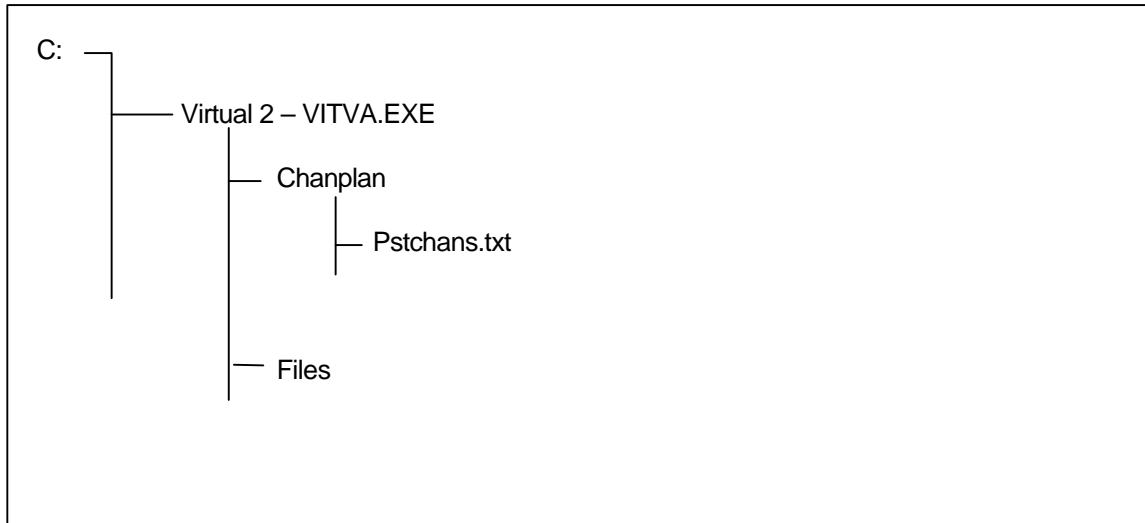 C:
Virtual 2 – VITVA.EXE
Chanplan
Pstchans.txt
Files